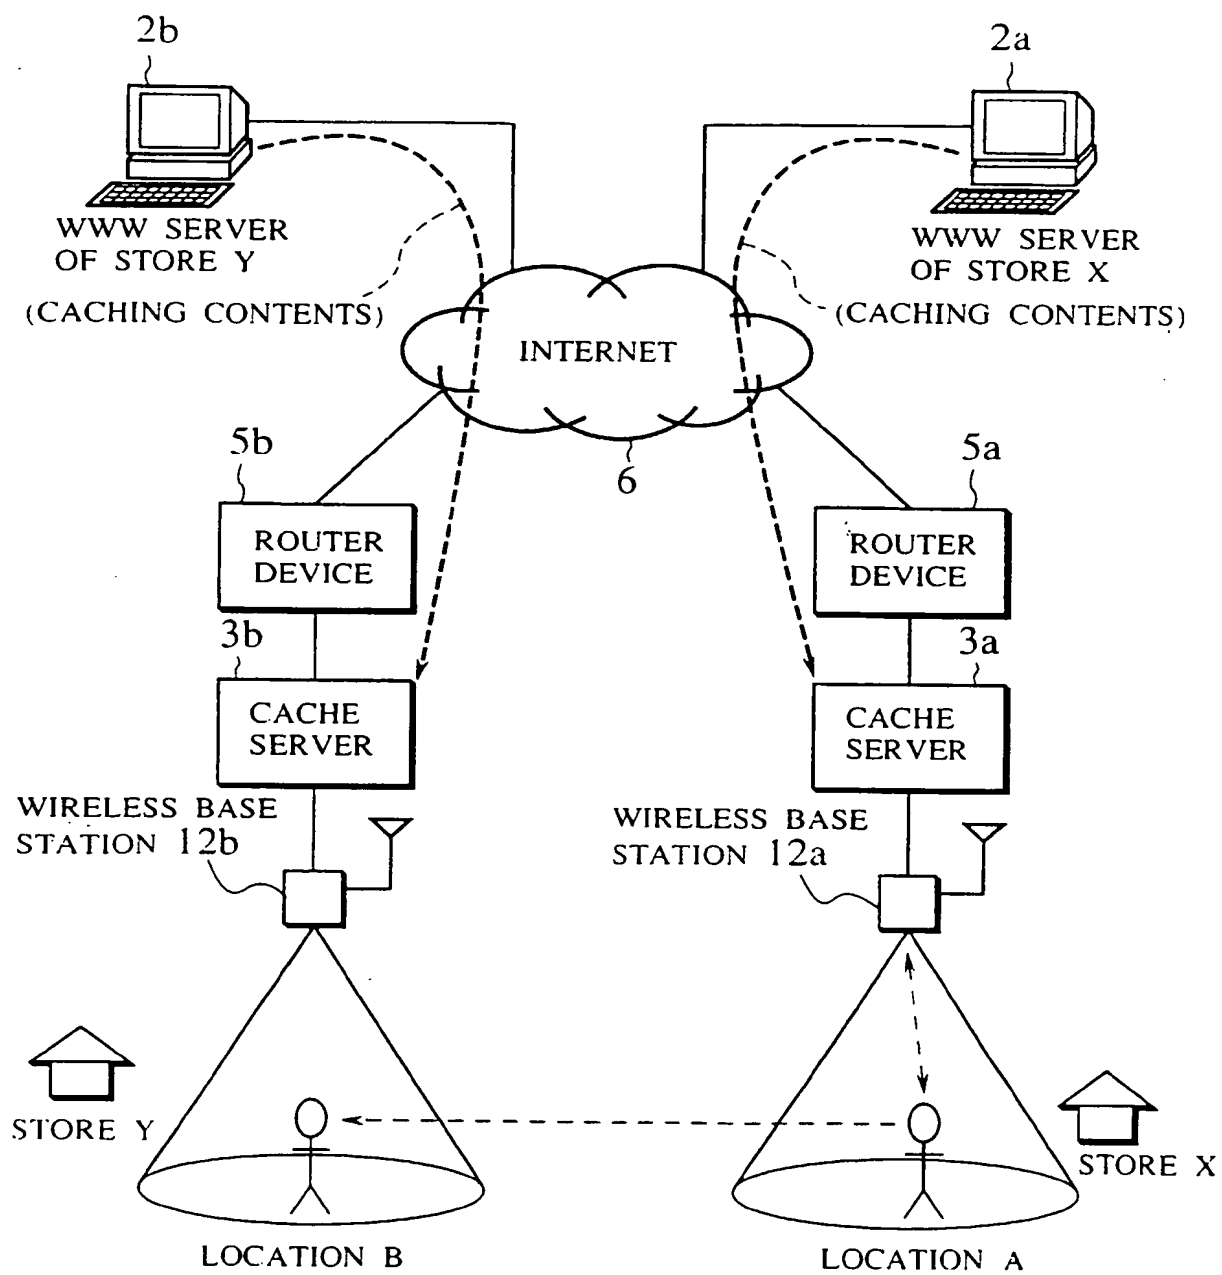 2b
2a
WWW SERVER
OF STORE Y
(CACHING CONTENTS)
WWW SERVER
OF STORE X
(CACHING CONTENTS)
INTERNET
6
5b
5a
ROUTER
DEVICE
ROUTER
DEVICE
3b
3a
CACHE
SERVER
CACHE
SERVER
WIRELESS BASE
STATION 12b
WIRELESS BASE
STATION 12a
STORE Y
STORE X
LOCATION B
LOCATION A